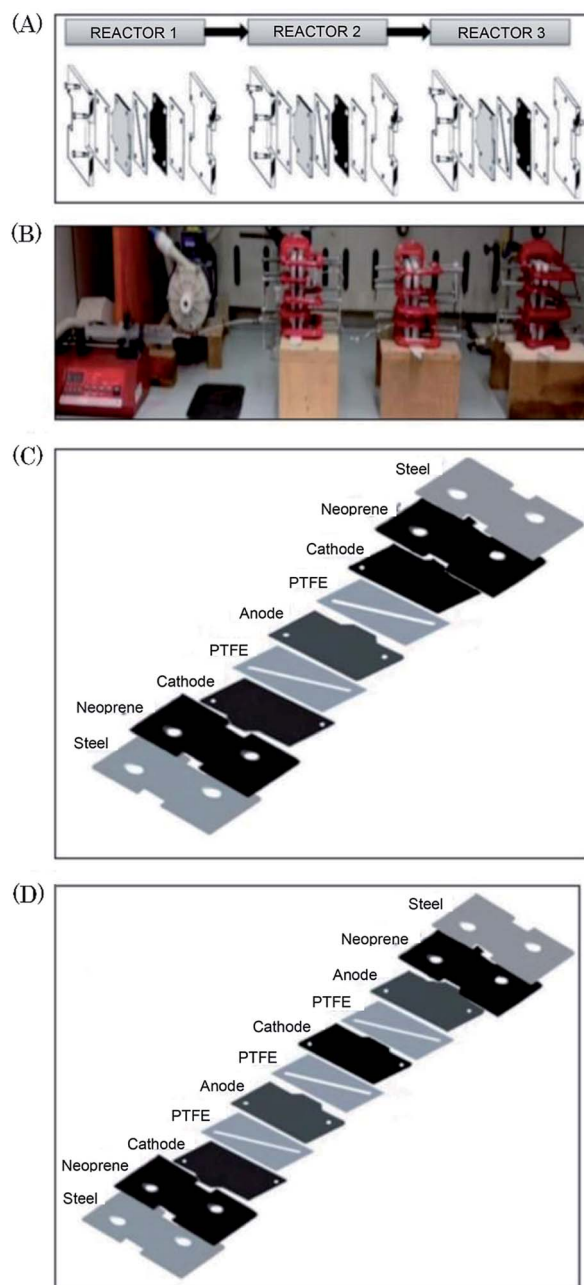 (A)
REACTOR 1 REACTOR 2 REACTOR 3
(B)
(C)
Steel
Neoprene
Cathode
PTFE
Anode
PTFE
Cathode
Neoprene
Steel
(D)
Steel
Neoprene
Anode
PTFE
Cathode
PTFE
Anode
PTFE
Cathode
Neoprene
Steel